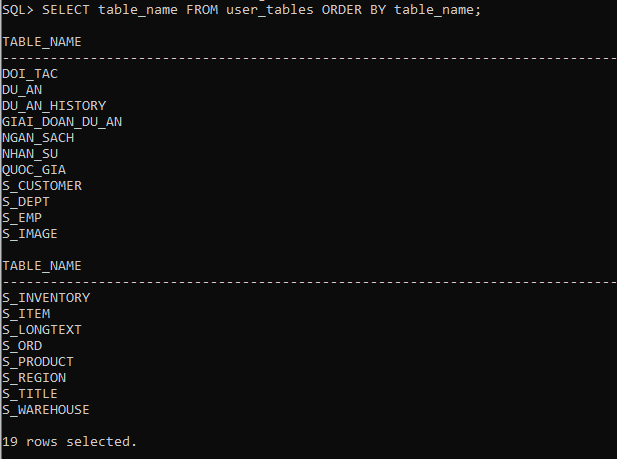 SQL> SELECT table_name FROM user_tables ORDER BY table_name;
TABLE_NAME
--------------------------------------------------------------------------------
DOI_TAC
DU_AN
DU_AN_HISTORY
GIAI_DOAN_DU_AN
NGAN_SACH
NHAN_SU
QUOC_GIA
S_CUSTOMER
S_DEPT
S_EMP
S_IMAGE
TABLE_NAME
--------------------------------------------------------------------------------
S_INVENTORY
S_ITEM
S_LONGTEXT
S_ORD
S_PRODUCT
S_REGION
S_TITLE
S_WAREHOUSE
19 rows selected.